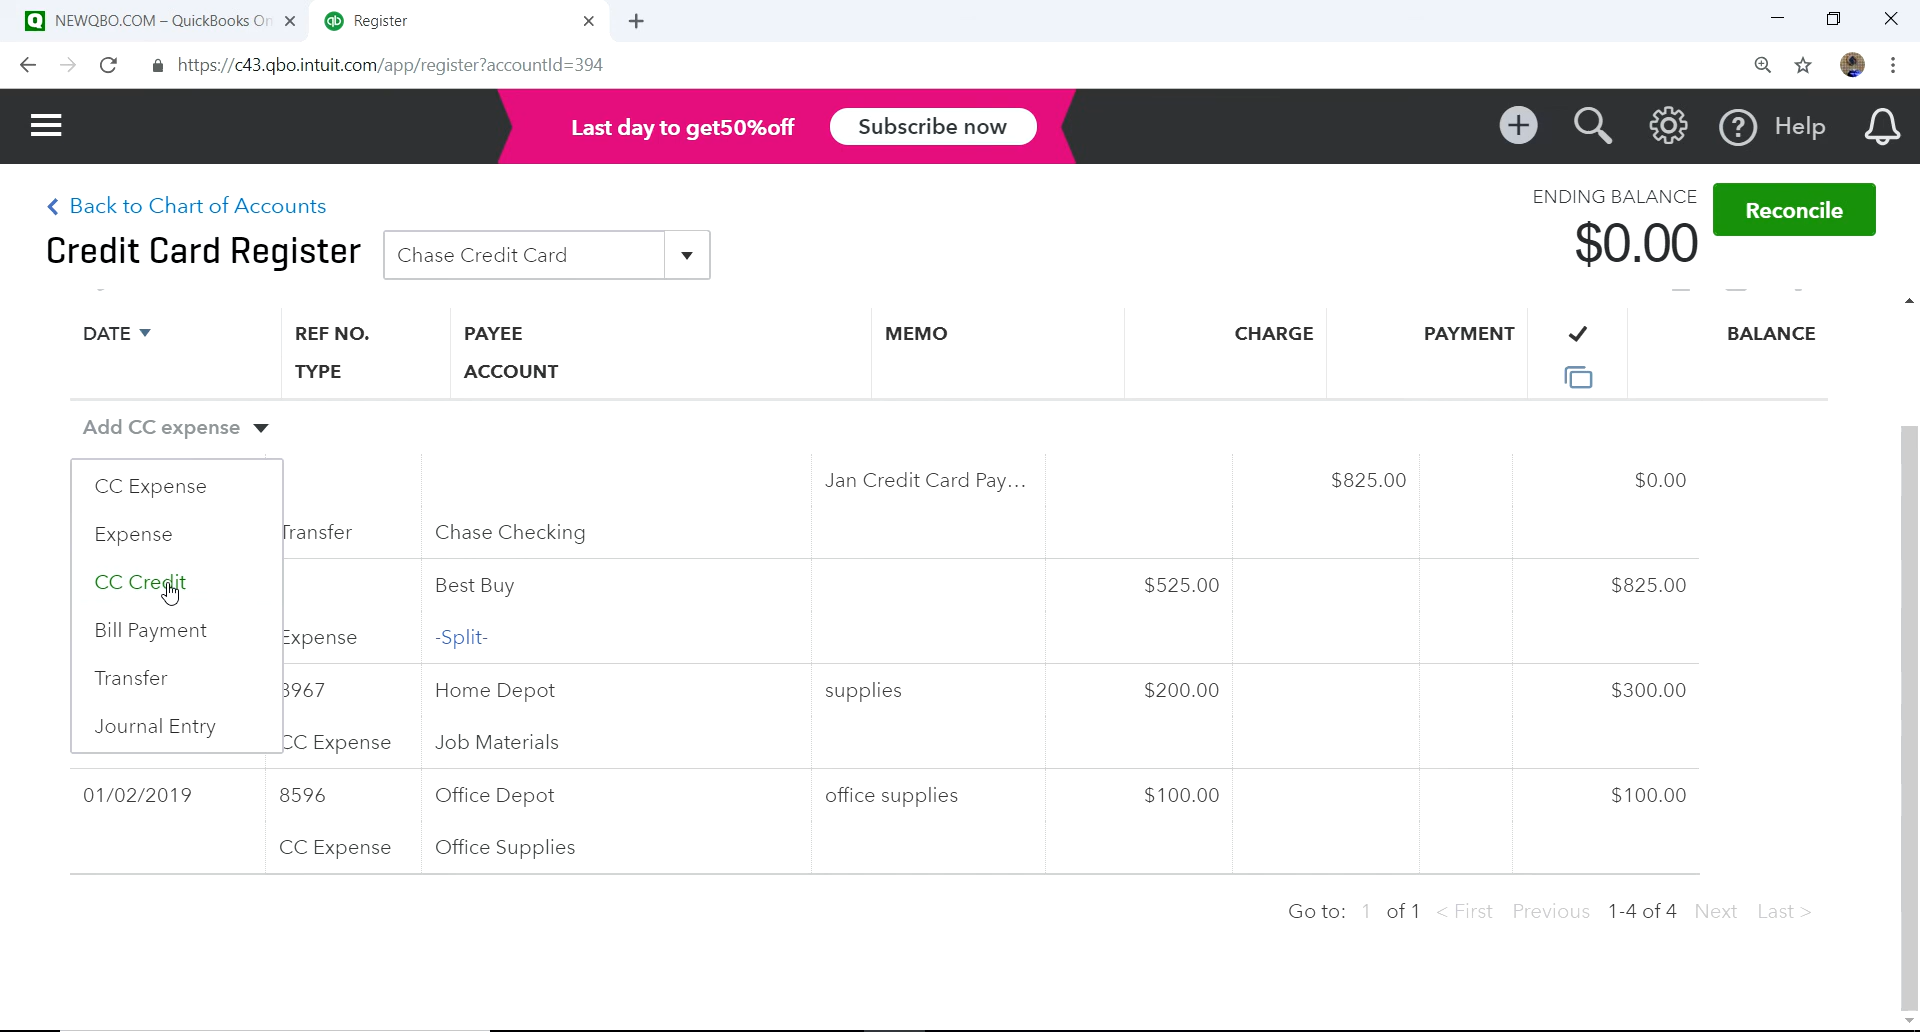 NEWQBO.COM – QuickBooks On
Register
https://c43.qbo.intuit.com/app/register?accountId=394
Last day to get50%off Subscribe now
Help
Back to Chart of Accounts
ENDING BALANCE
Reconcile
Credit Card Register
Chase Credit Card
$0.00
DATE REF NO. PAYEE MEMO CHARGE PAYMENT ✓ BALANCE
TYPE ACCOUNT
Add CC expense
CC Expense
Expense
CC Credit
Bill Payment
Transfer
Journal Entry
Jan Credit Card Pay... $825.00 $0.00
Transfer Chase Checking
Best Buy $525.00 $825.00
Expense -Split-
3967 Home Depot supplies $200.00 $300.00
CC Expense Job Materials
01/02/2019 8596 Office Depot office supplies $100.00 $100.00
CC Expense Office Supplies
Go to: 1 of 1 < First Previous 1-4 of 4 Next Last >